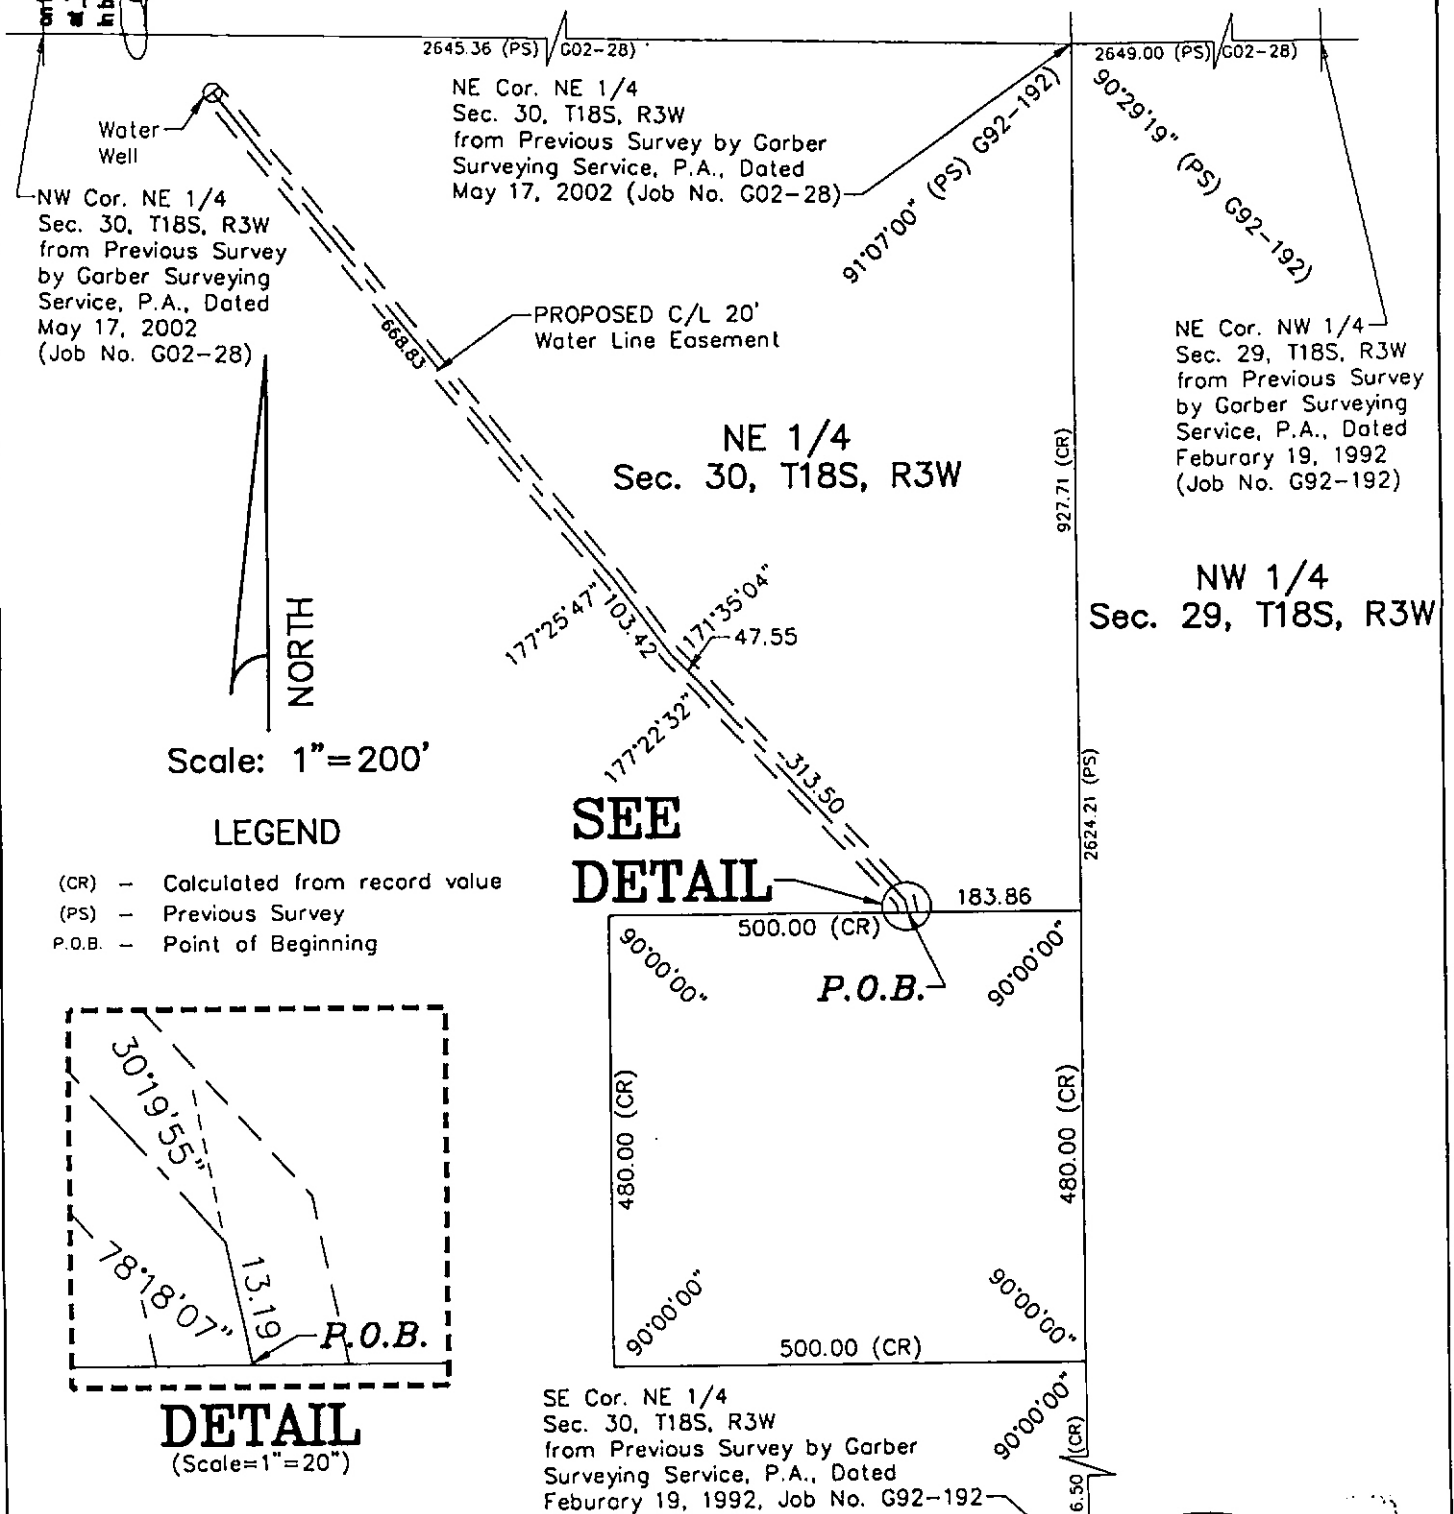 2645.36 (PS) G02-28)
2649.00 (PS) G02-28)
Water
Well
NW Cor. NE 1/4
Sec. 30, T18S, R3W
from Previous Survey
by Garber Surveying
Service, P.A., Dated
May 17, 2002
(Job No. G02-28)
NE Cor. NE 1/4
Sec. 30, T18S, R3W
from Previous Survey by Garber
Surveying Service, P.A., Dated
May 17, 2002 (Job No. G02-28)
91°07'00" (PS) G92-192)
90°29'19" (PS) G92-192)
NE Cor. NW 1/4
Sec. 29, T18S, R3W
from Previous Survey
by Garber Surveying
Service, P.A., Dated
Feburary 19, 1992
(Job No. G92-192)
PROPOSED C/L 20'
Water Line Easement
668.83
NE 1/4
Sec. 30, T18S, R3W
927.71 (CR)
NW 1/4
Sec. 29, T18S, R3W
177°25'47"
103.42
171°35'04"
47.55
177°22'32"
313.50
2624.21 (PS)
NORTH
Scale: 1"=200'
LEGEND
(CR) - Calculated from record value
(PS) - Previous Survey
P.O.B. - Point of Beginning
SEE
DETAIL
183.86
500.00 (CR)
90°00'00"
P.O.B.
90°00'00"
480.00 (CR)
480.00 (CR)
90°00'00"
90°00'00"
500.00 (CR)
30°19'55"
78°18'07"
13.19
P.O.B.
DETAIL
(Scale=1"=20")
SE Cor. NE 1/4
Sec. 30, T18S, R3W
from Previous Survey by Garber
Surveying Service, P.A., Dated
Feburary 19, 1992, Job No. G92-192
90°00'00"
6.50 (CR)